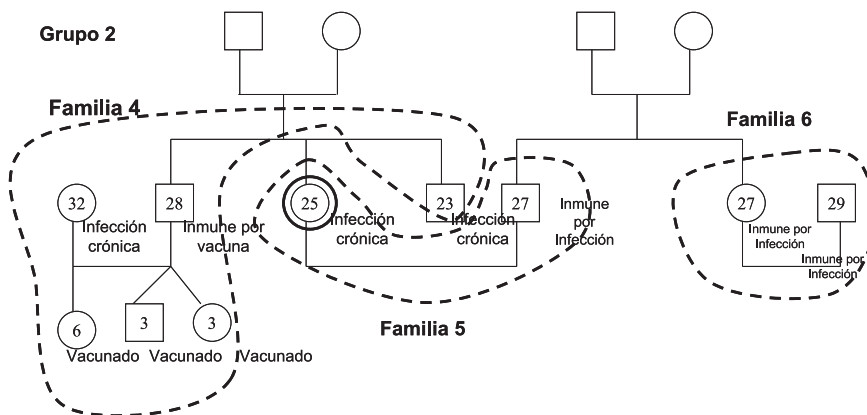 Grupo 2
Familia 4
Familia 6
32
28
25
23
27
27
29
Infección
crónica
Inmune por
vacuna
Infección
crónica
Infección
crónica
Inmune
por
Infección
Inmune por
Infección
Inmune por
Infección
6
3
3
Familia 5
Vacunado
Vacunado
Vacunado